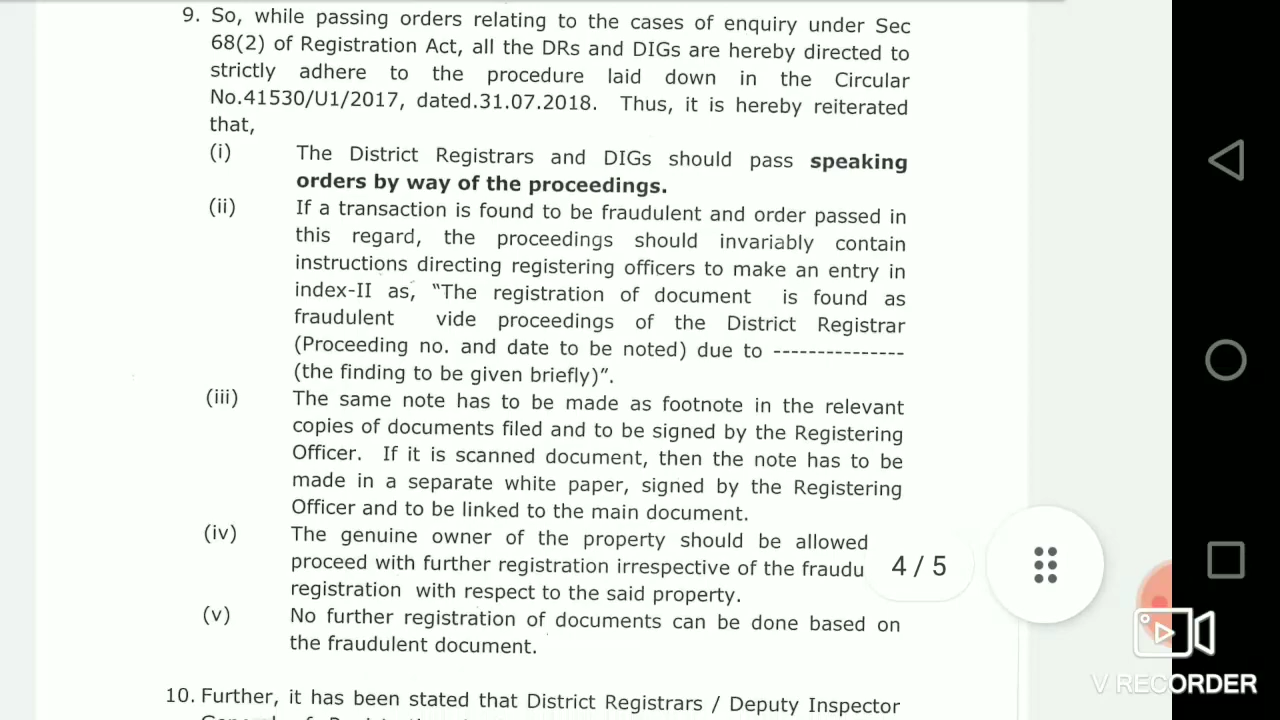 9. So, while passing orders relating to the cases of enquiry under Sec
68(2) of Registration Act, all the DRs and DIGs are hereby directed to
strictly adhere to the procedure laid down in the Circular
No.41530/U1/2017, dated.31.07.2018. Thus, it is hereby reiterated
that,
(i) The District Registrars and DIGs should pass speaking
orders by way of the proceedings.
(ii) If a transaction is found to be fraudulent and order passed in
this regard, the proceedings should invariably contain
instructions directing registering officers to make an entry in
index-II as, “The registration of document is found as
fraudulent vide proceedings of the District Registrar
(Proceeding no. and date to be noted) due to ---------------
(the finding to be given briefly)”.
(iii) The same note has to be made as footnote in the relevant
copies of documents filed and to be signed by the Registering
Officer. If it is scanned document, then the note has to be
made in a separate white paper, signed by the Registering
Officer and to be linked to the main document.
(iv) The genuine owner of the property should be allowed
proceed with further registration irrespective of the fraudu
registration with respect to the said property.
4 / 5
(v) No further registration of documents can be done based on
the fraudulent document.
10. Further, it has been stated that District Registrars / Deputy Inspector
V RECORDER